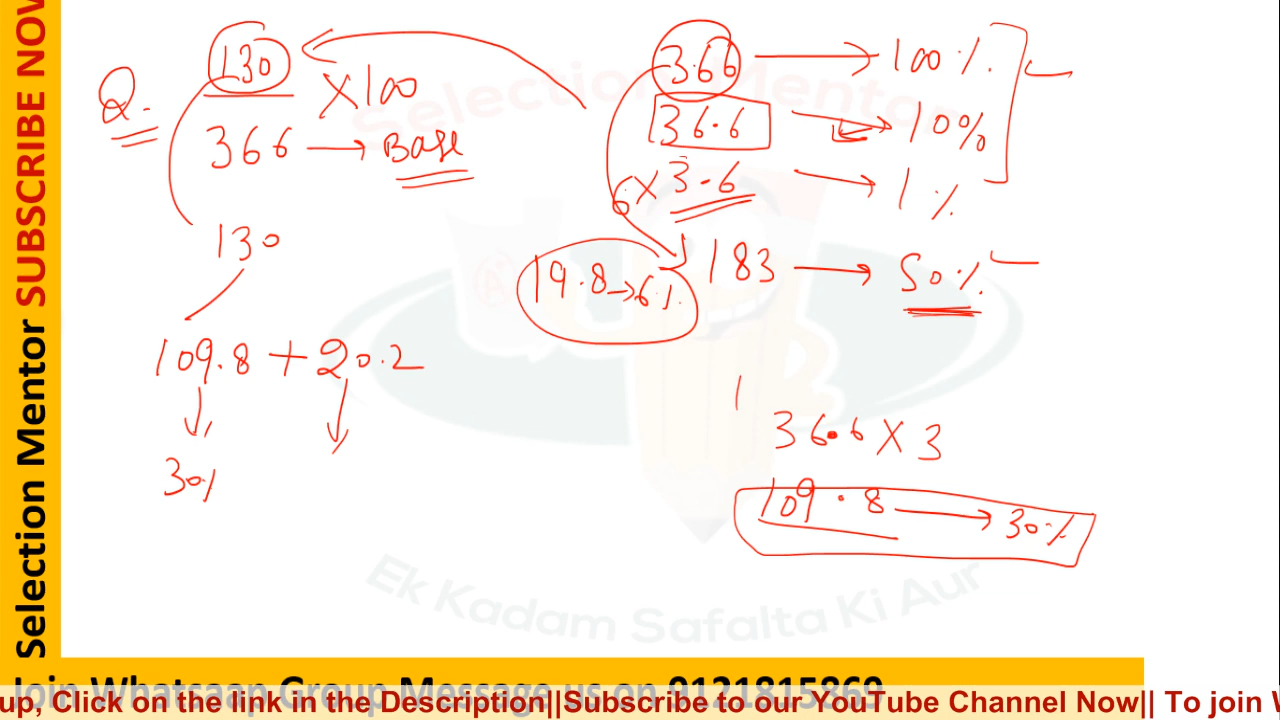 Selection Mentor SUBSCRIBE NOW
Selection Mentor
Q.
130
366 × 100
→ Base
130
109.8 + 20.2
30%
366 → 100%
36.6 → 10%
6 × 3.6 → 1%
19.8 → 6%
183 → 50%
36.6 × 3
109.8 → 30%
Ek Kadam Safalta Ki Aur
Join Whatsaap Group Message us on 9131815869
up, Click on the link in the Description||Subscribe to our YouTube Channel Now|| To join W